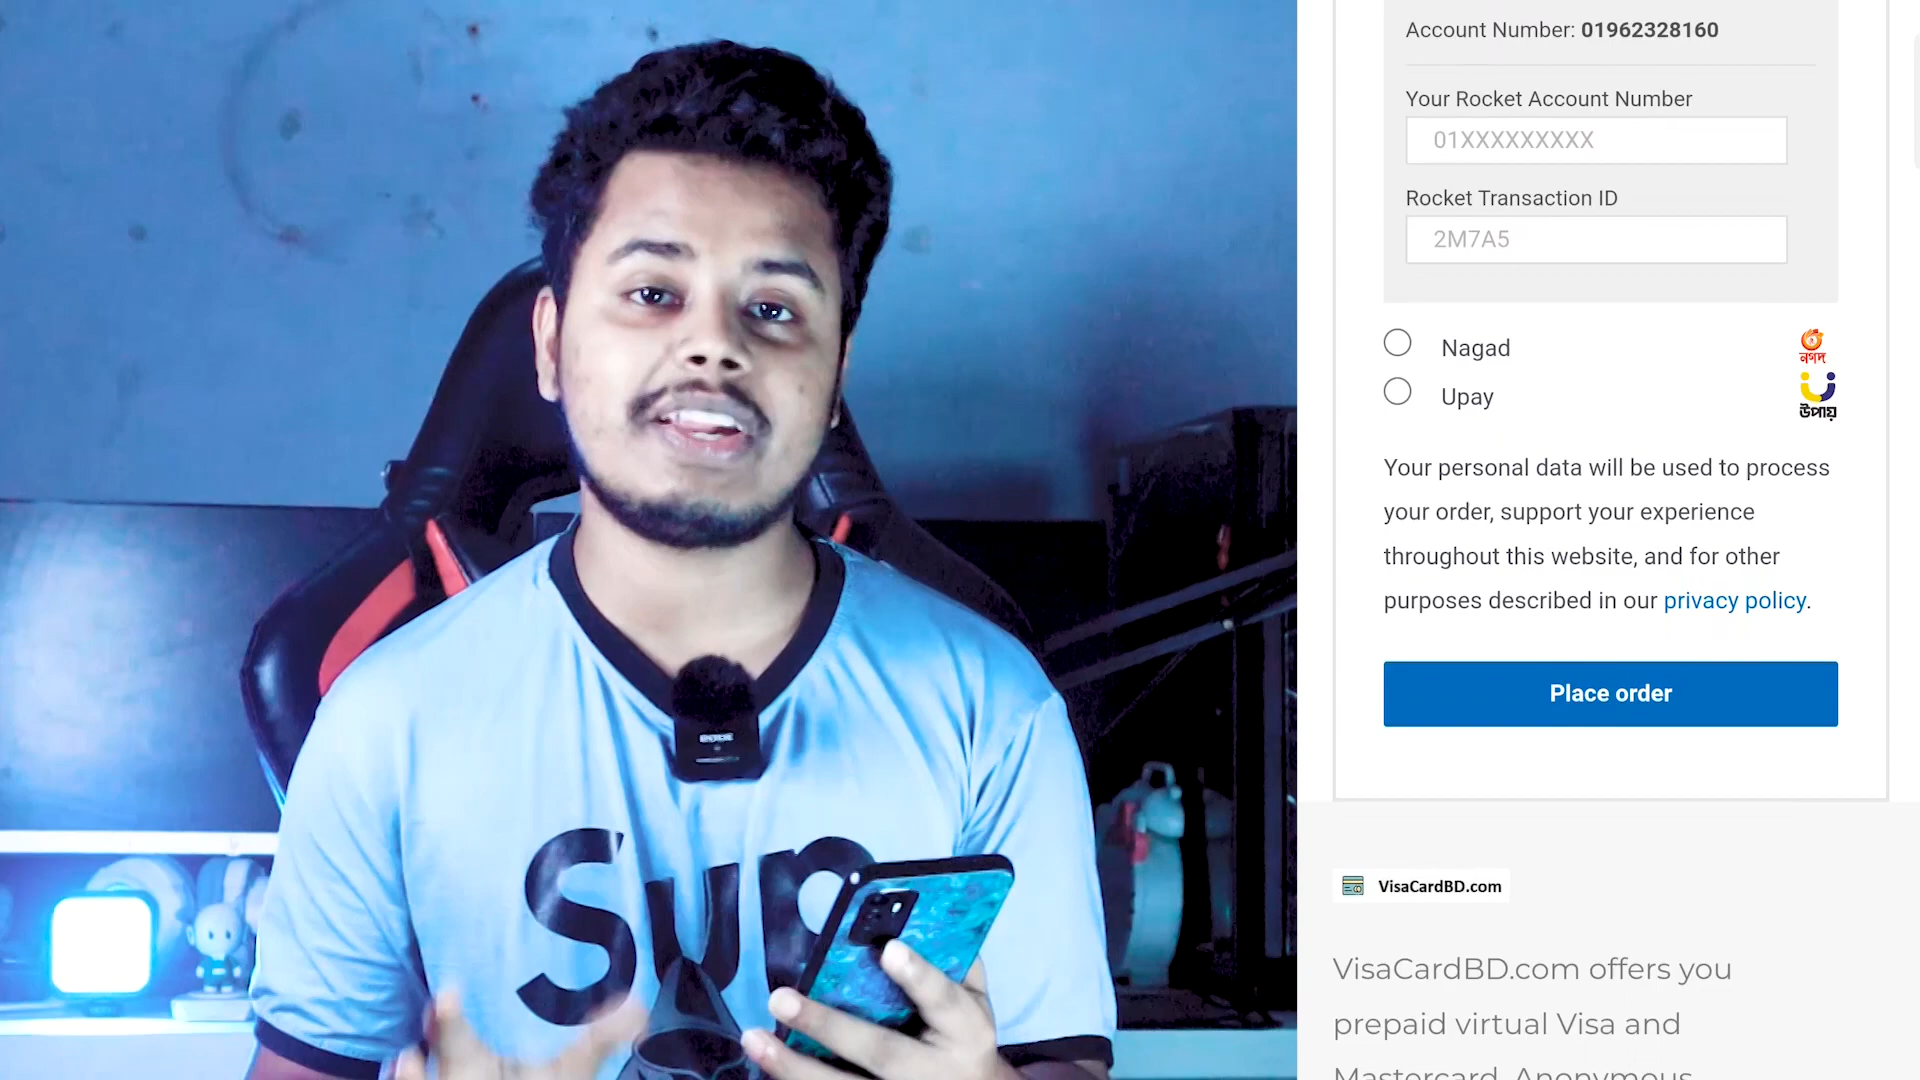 Account Number: 01962328160
Your Rocket Account Number
01XXXXXXXXX
Rocket Transaction ID
2M7A5
Nagad
নগদ
Upay
উপায়
Your personal data will be used to process
your order, support your experience
throughout this website, and for other
purposes described in our privacy policy.
Place order
VisaCardBD.com
VisaCardBD.com offers you
prepaid virtual Visa and
Mastercard. Anonymous
Sup